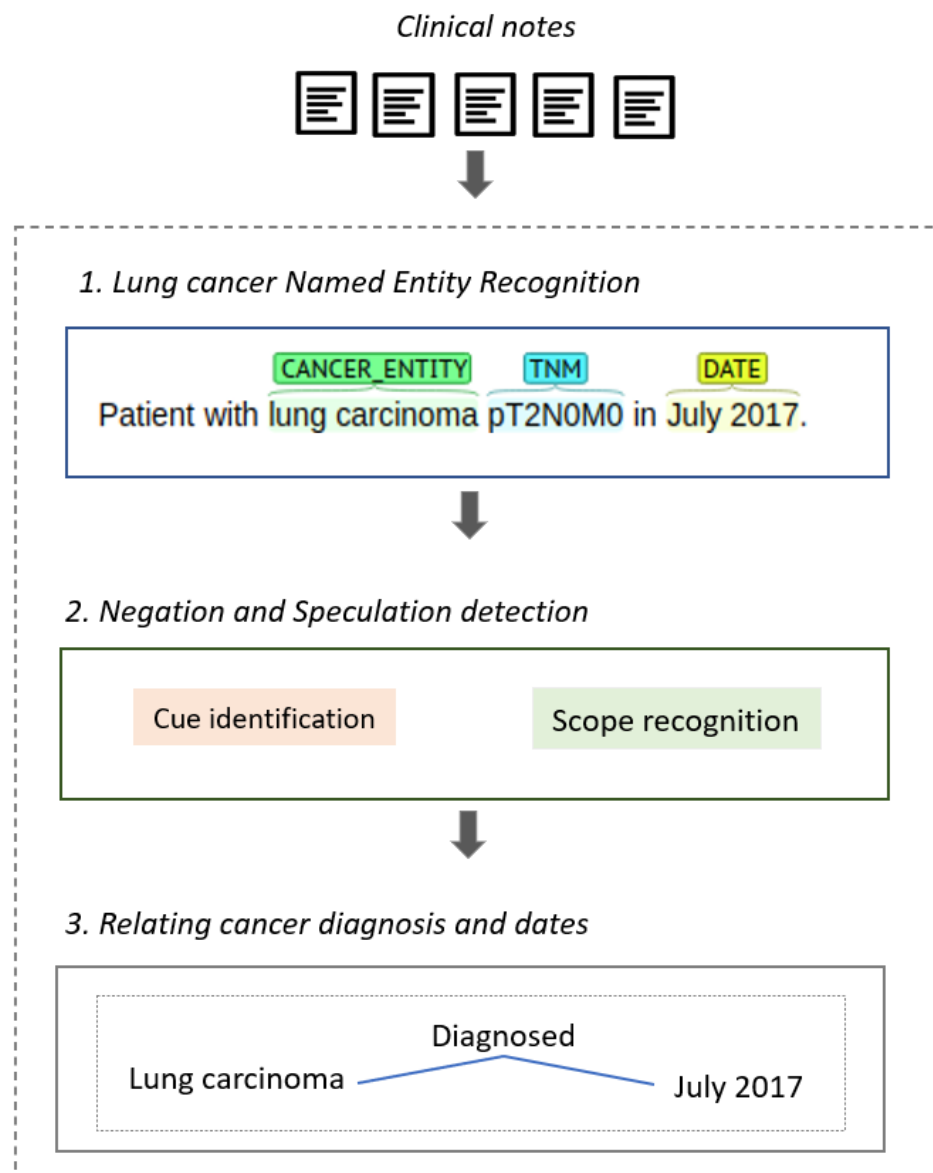 Clinical notes
1. Lung cancer Named Entity Recognition
CANCER_ENTITY TNM DATE
Patient with lung carcinoma pT2N0M0 in July 2017.
2. Negation and Speculation detection
Cue identification Scope recognition
3. Relating cancer diagnosis and dates
Diagnosed
Lung carcinoma July 2017